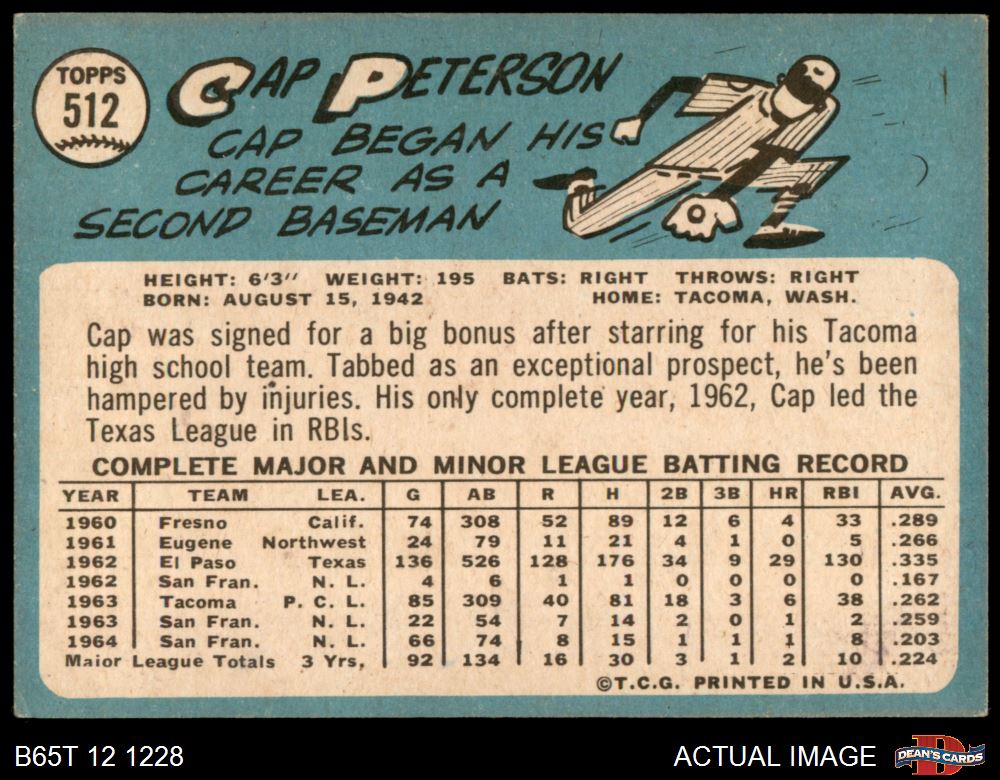 TOPPS
512
CAP PETERSON
CAP BEGAN HIS
CAREER AS A
SECOND BASEMAN
HEIGHT: 6'3" WEIGHT: 195 BATS: RIGHT THROWS: RIGHT
BORN: AUGUST 15, 1942 HOME: TACOMA, WASH.
Cap was signed for a big bonus after starring for his Tacoma
high school team. Tabbed as an exceptional prospect, he's been
hampered by injuries. His only complete year, 1962, Cap led the
Texas League in RBIs.
COMPLETE MAJOR AND MINOR LEAGUE BATTING RECORD
YEAR TEAM LEA. G AB R H 2B 3B HR RBI AVG.
1960 Fresno Calif. 74 308 52 89 12 6 4 33 .289
1961 Eugene Northwest 24 79 11 21 4 1 0 5 .266
1962 El Paso Texas 136 526 128 176 34 9 29 130 .335
1962 San Fran. N. L. 4 6 1 1 0 0 0 0 .167
1963 Tacoma P. C. L. 85 309 40 81 18 3 6 38 .262
1963 San Fran. N. L. 22 54 7 14 2 0 1 2 .259
1964 San Fran. N. L. 66 74 8 15 1 1 1 8 .203
Major League Totals 3 Yrs, 92 134 16 30 3 1 2 10 .224
©T.C.G. PRINTED IN U.S.A.
B65T 12 1228 ACTUAL IMAGE DEAN'S CARDS